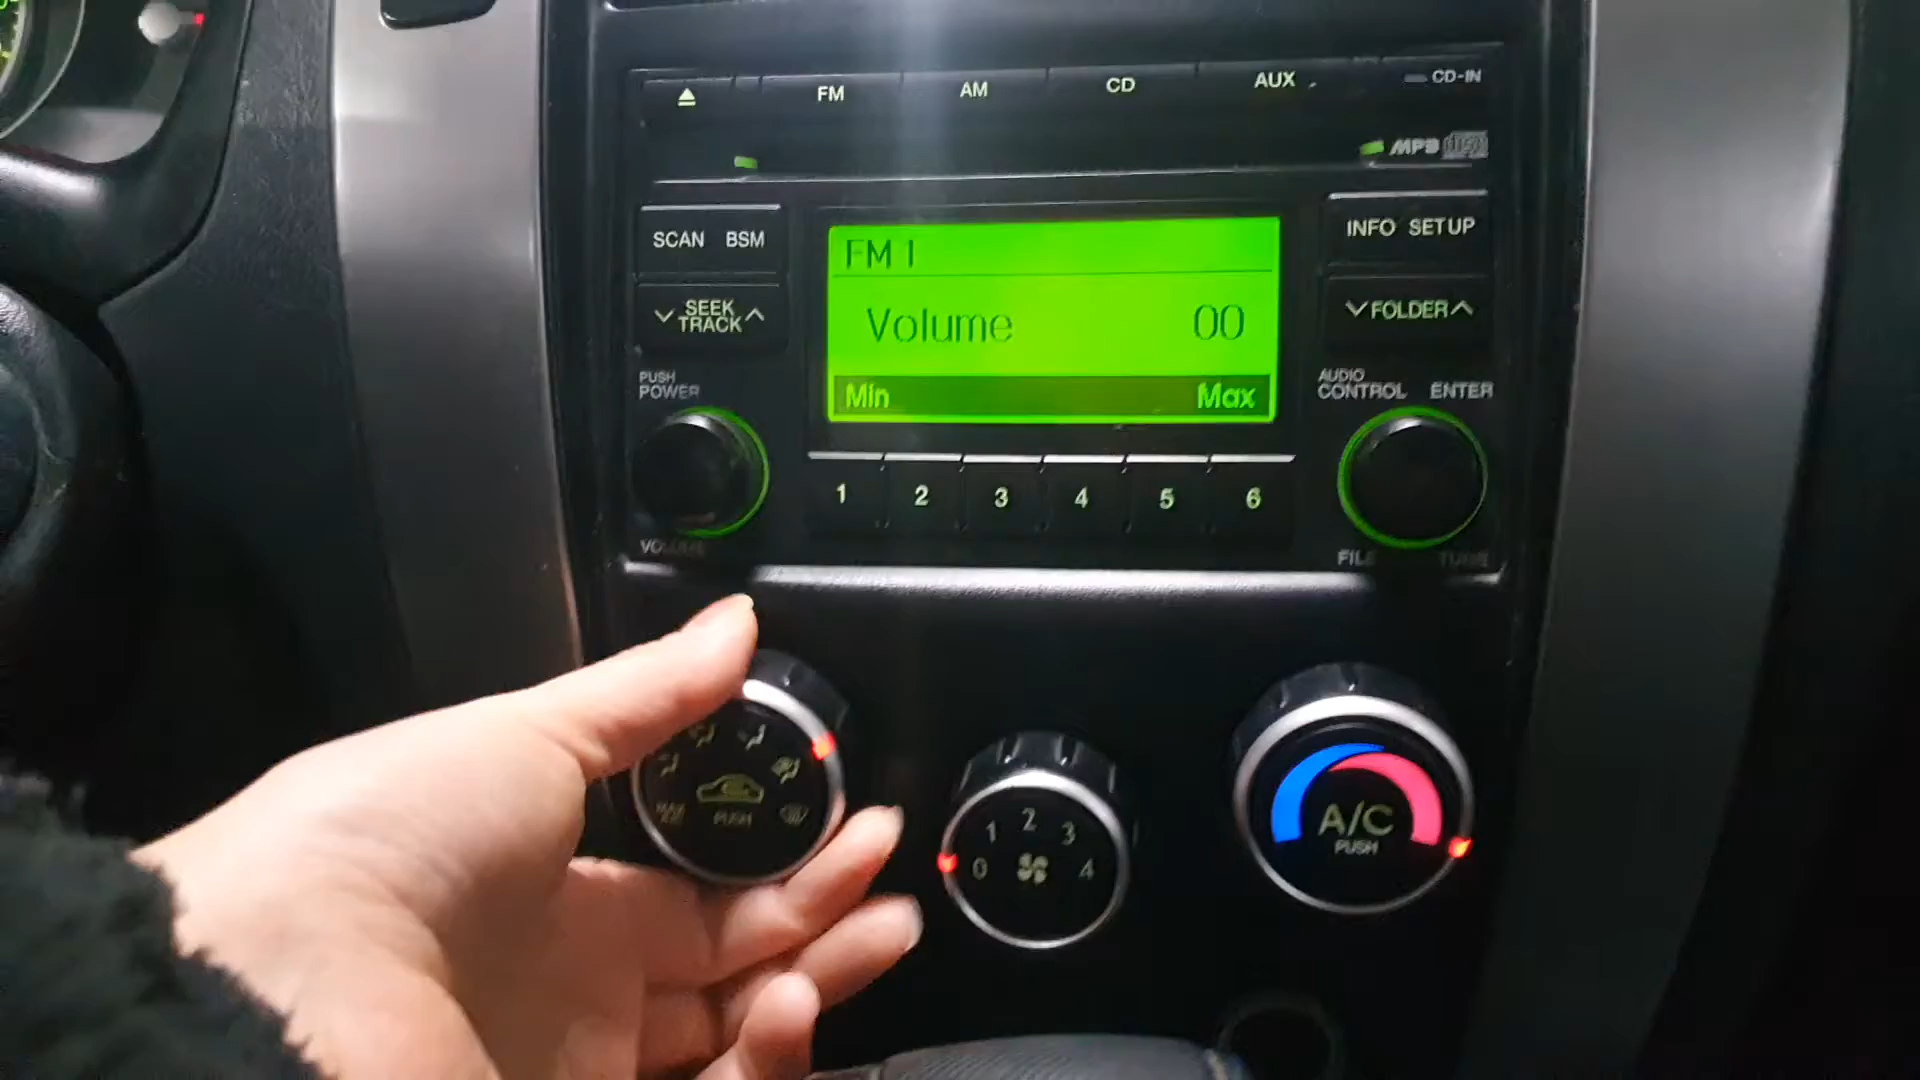 FM AM CD AUX CD-IN
MP3
SCAN BSM
INFO SETUP
SEEK
TRACK
FOLDER
FM 1
Volume 00
Min Max
PUSH
POWER
AUDIO
CONTROL ENTER
1 2 3 4 5 6
VOLUME
FILE TUNE
MAX
PUSH
0 1 2 3 4
A/C
PUSH